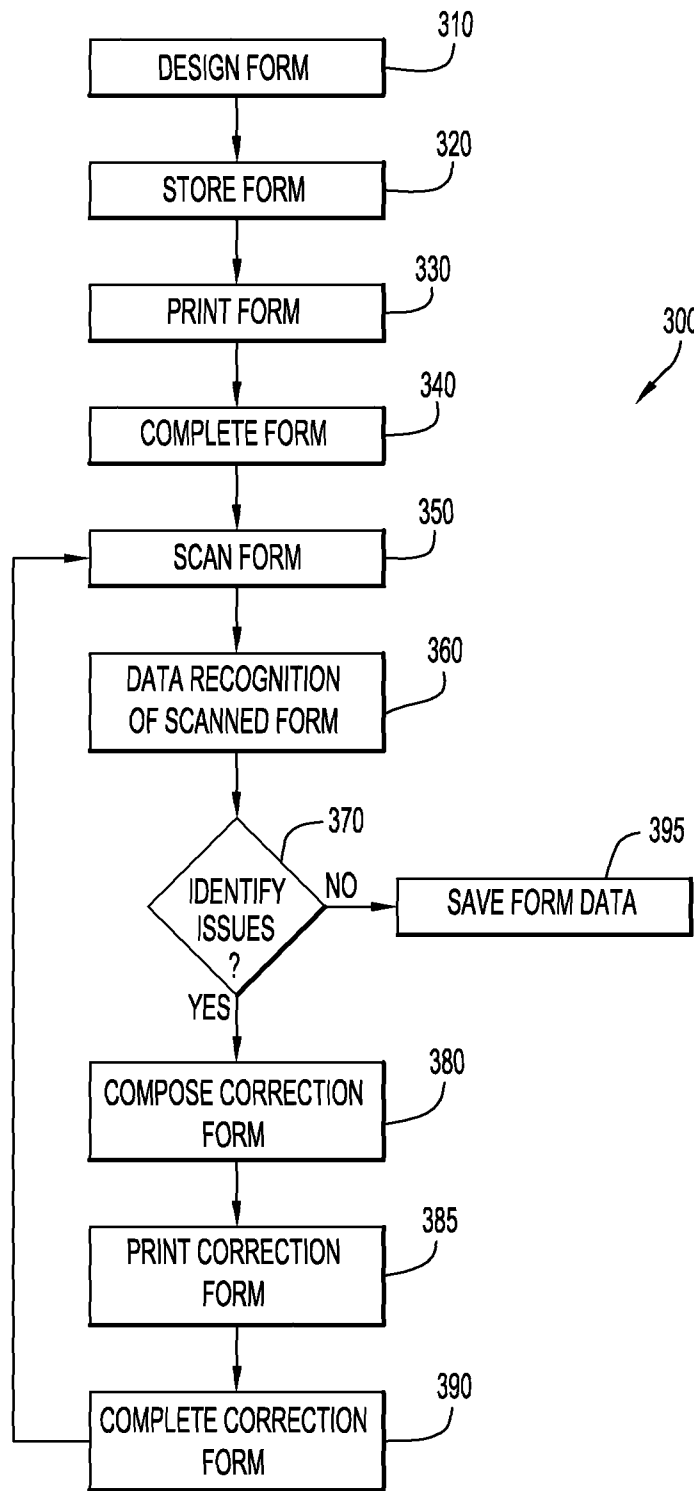 310
DESIGN FORM
320
STORE FORM
330
PRINT FORM
300
340
COMPLETE FORM
350
SCAN FORM
360
DATA RECOGNITION
OF SCANNED FORM
370
395
IDENTIFY
ISSUES
?
NO
SAVE FORM DATA
YES
380
COMPOSE CORRECTION
FORM
385
PRINT CORRECTION
FORM
390
COMPLETE CORRECTION
FORM